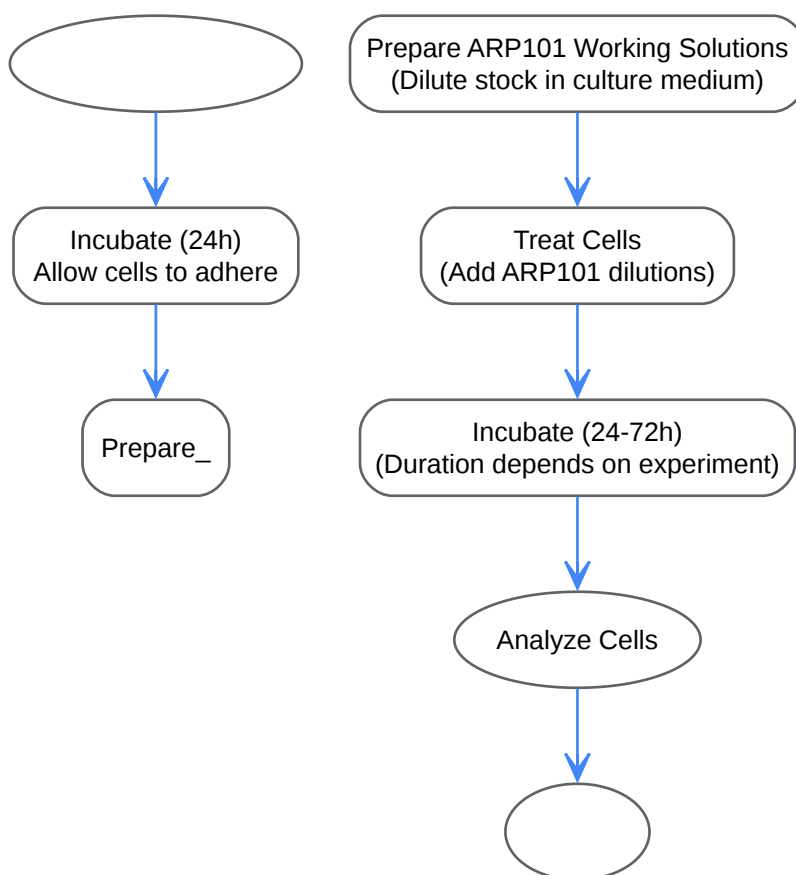 Prepare ARP101 Working Solutions
(Dilute stock in culture medium)
Incubate (24h)
Allow cells to adhere
Treat Cells
(Add ARP101 dilutions)
Prepare_
Incubate (24-72h)
(Duration depends on experiment)
Analyze Cells